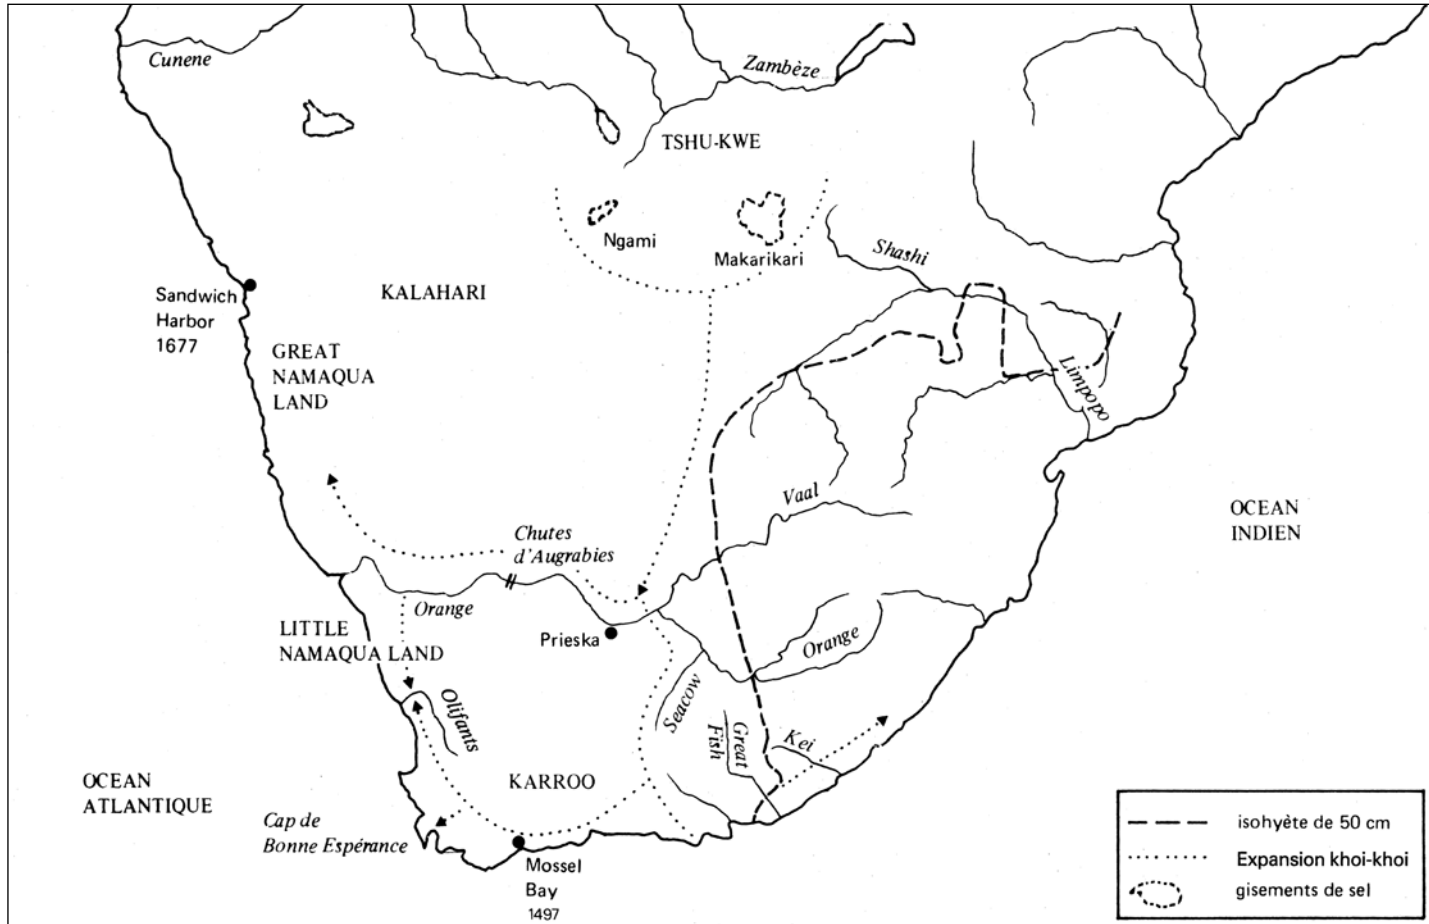 Cunene
Zambèze
TSHU-KWE
Ngami
Makarikari
Shashi
Sandwich
Harbor
1677
KALAHARI
GREAT
NAMAQUA
LAND
Limpopo
Vaal
OCEAN
INDIEN
Chutes
d'Augrabies
Orange
LITTLE
NAMAQUA LAND
Prieska
Orange
Olifants
Seacow
Great
Fish
Kei
OCEAN
ATLANTIQUE
KARROO
Cap de
Bonne Espérance
Mossel
Bay
1497
isohyète de 50 cm
Expansion khoi-khoi
gisements de sel